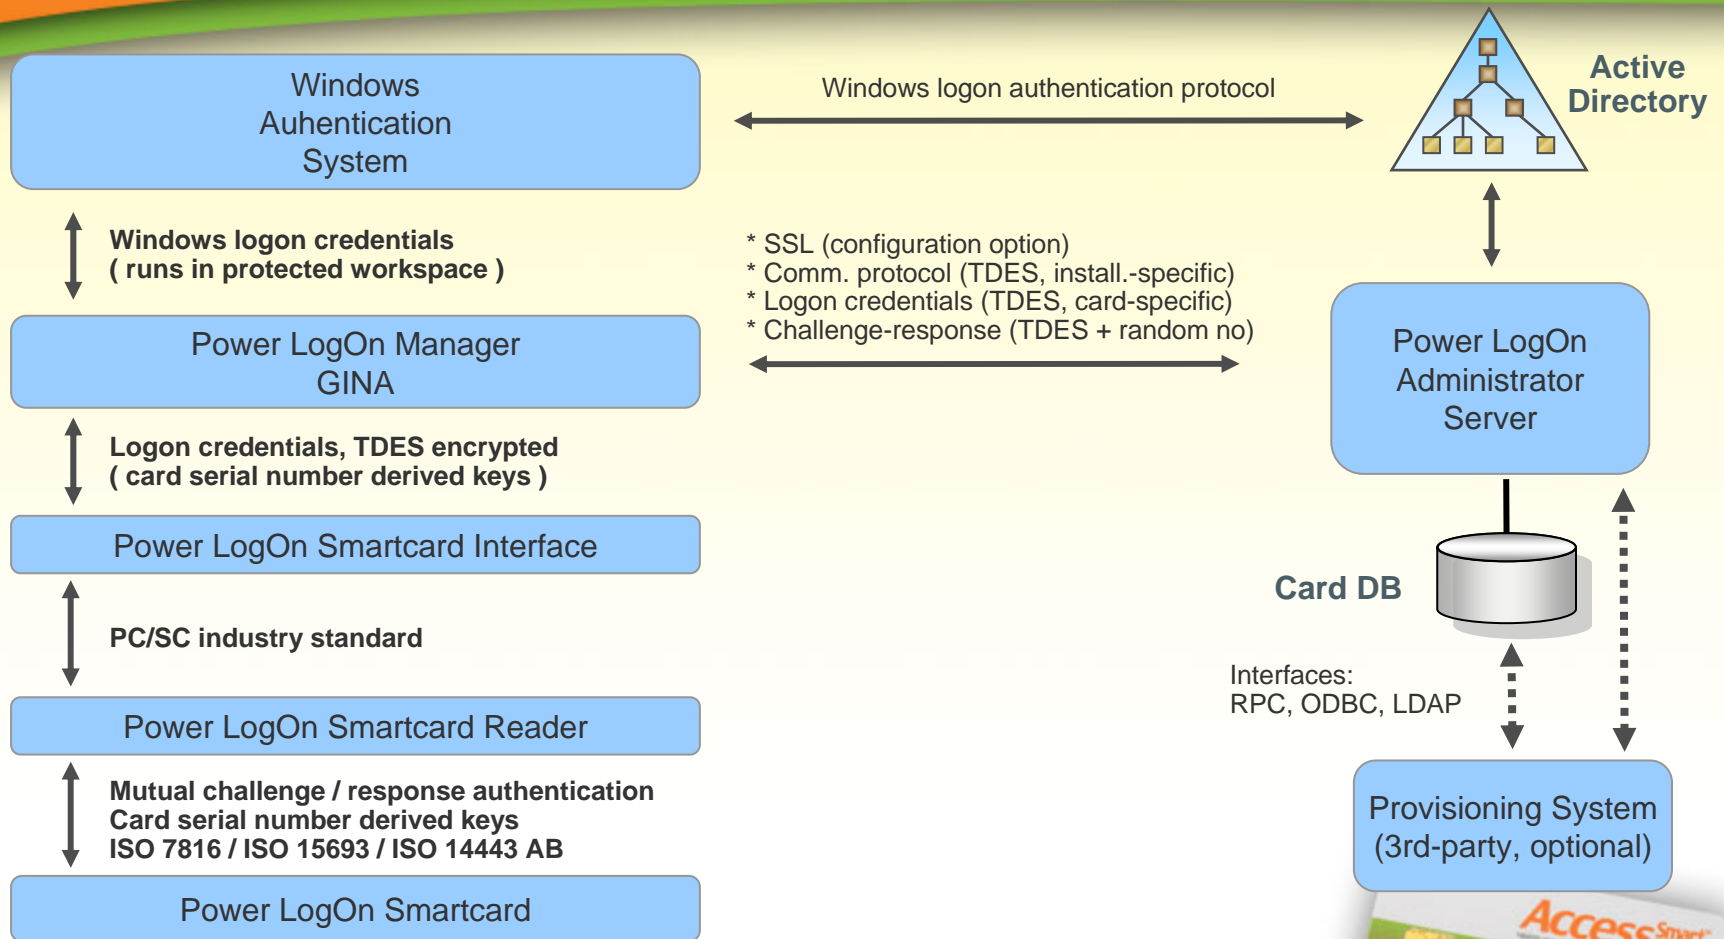 Windows
Auhentication
System
Windows logon authentication protocol
Active
Directory
Windows logon credentials
( runs in protected workspace )
* SSL (configuration option)
* Comm. protocol (TDES, install.-specific)
* Logon credentials (TDES, card-specific)
* Challenge-response (TDES + random no)
Power LogOn Manager
GINA
Power LogOn
Administrator
Server
Logon credentials, TDES encrypted
( card serial number derived keys )
Power LogOn Smartcard Interface
Card DB
PC/SC industry standard
Interfaces:
RPC, ODBC, LDAP
Power LogOn Smartcard Reader
Mutual challenge / response authentication
Card serial number derived keys
ISO 7816 / ISO 15693 / ISO 14443 AB
Provisioning System
(3rd-party, optional)
Power LogOn Smartcard
Access Smart™